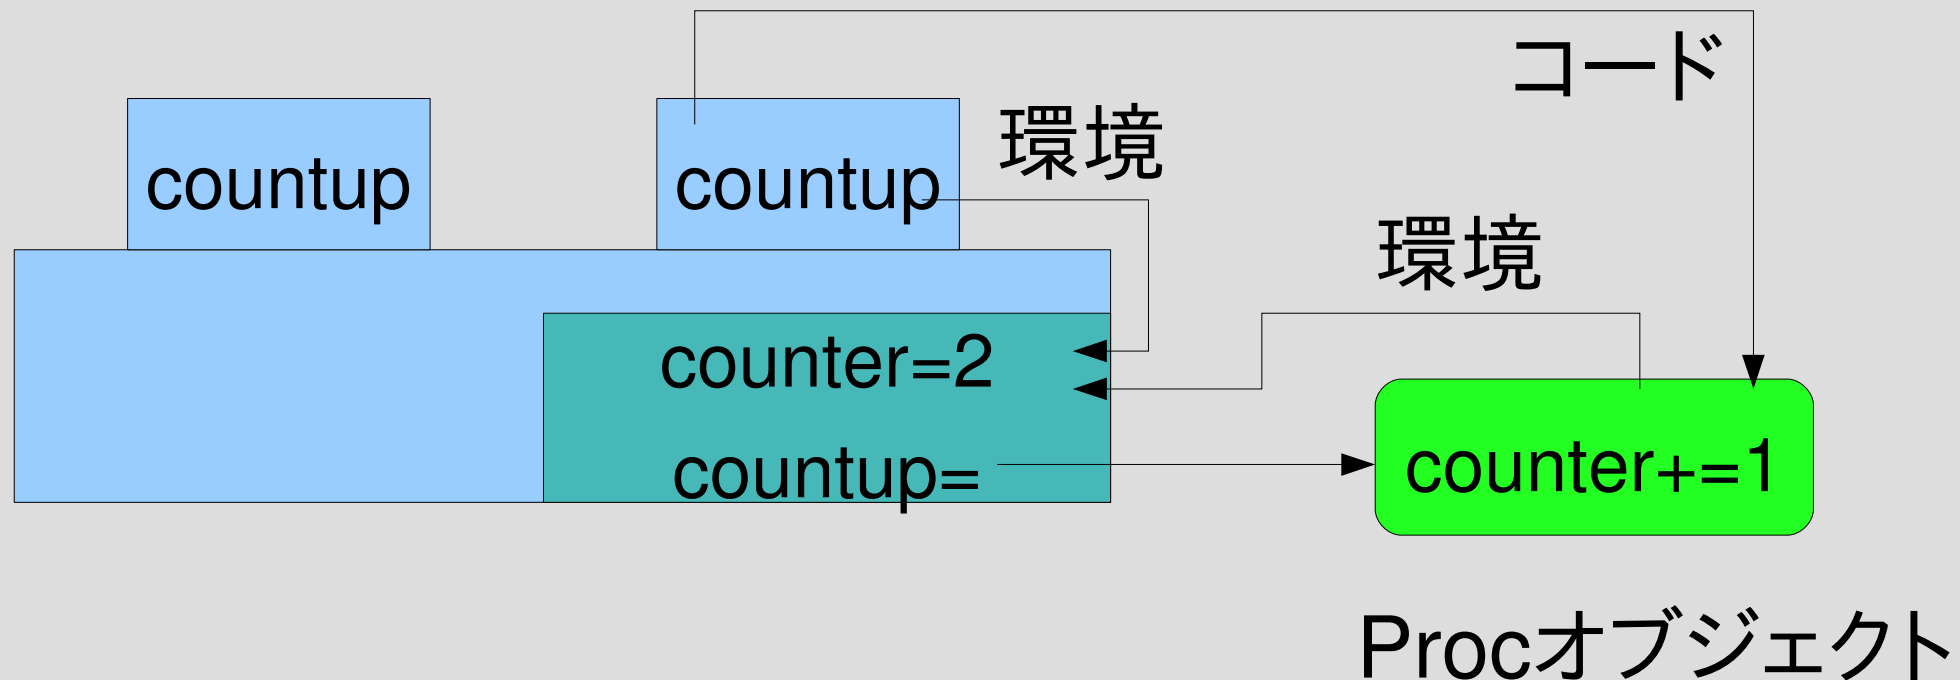 コード
環境
countup
countup
環境
counter=2
countup=
counter+=1
Procオブジェクト